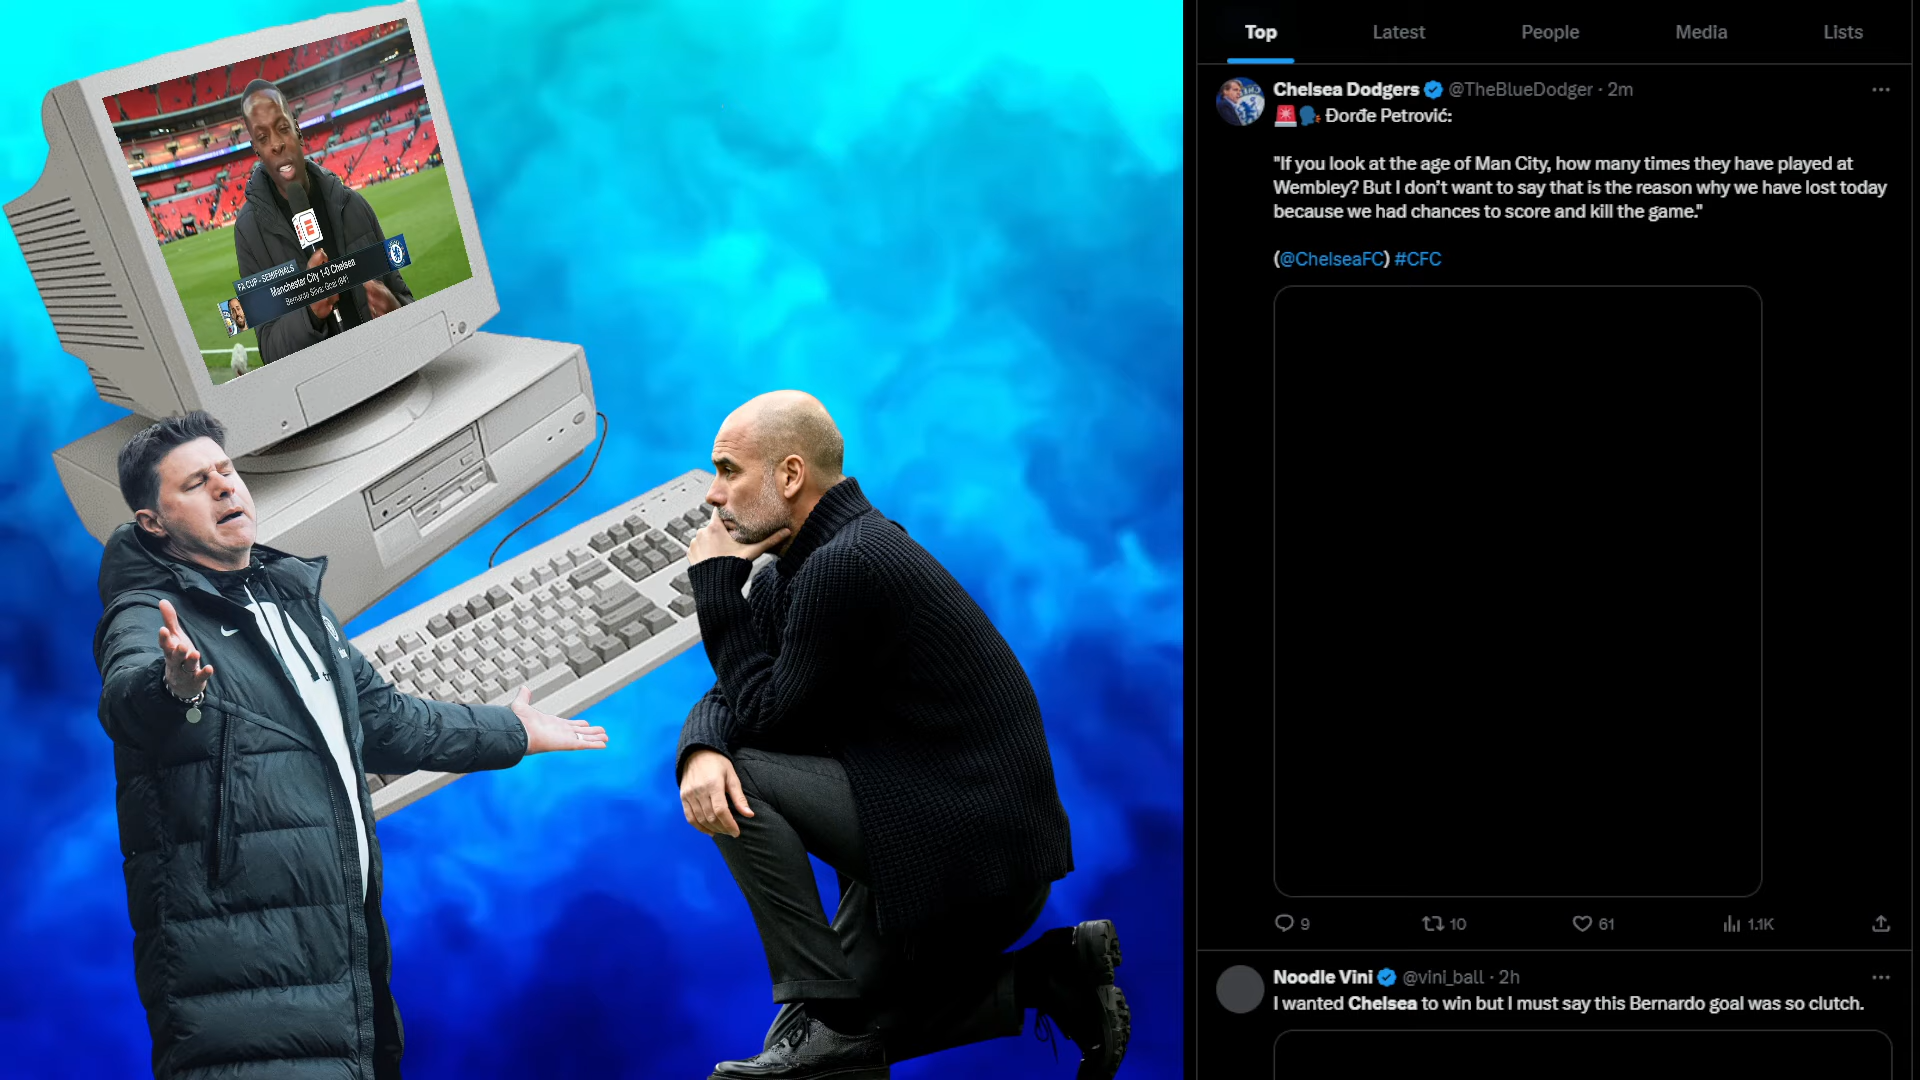 FA CUP - SEMIFINALS
Manchester City 1-0 Chelsea
Bernardo Silva: Goal (84')
Top Latest People Media Lists
Chelsea Dodgers @TheBlueDodger · 2m
🚨🗣️ Đorđe Petrović:
"If you look at the age of Man City, how many times they have played at
Wembley? But I don't want to say that is the reason why we have lost today
because we had chances to score and kill the game."
(@ChelseaFC) #CFC
9 10 61 1.1K
Noodle Vini @vini_ball · 2h
I wanted Chelsea to win but I must say this Bernardo goal was so clutch.